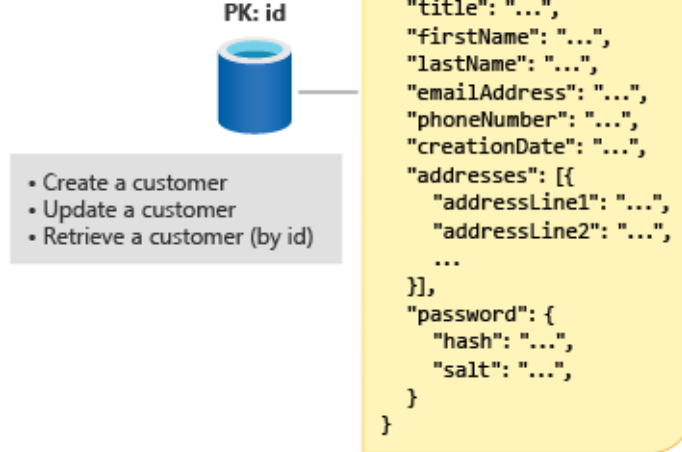 PK: id
• Create a customer
• Update a customer
• Retrieve a customer (by id)
"title": "...",
"firstName": "...",
"lastName": "...",
"emailAddress": "...",
"phoneNumber": "...",
"creationDate": "...",
"addresses": [{
"addressLine1": "...",
"addressLine2": "...",
...
}],
"password": {
"hash": "...",
"salt": "...",
}
}